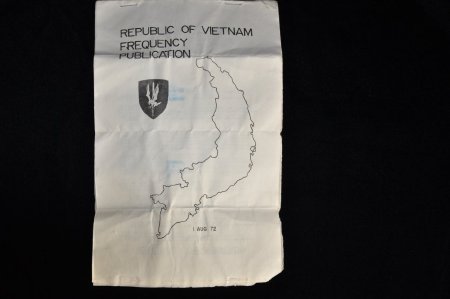 REPUBLIC OF VIETNAM
FREQUENCY
PUBLICATION
1 AUG 72